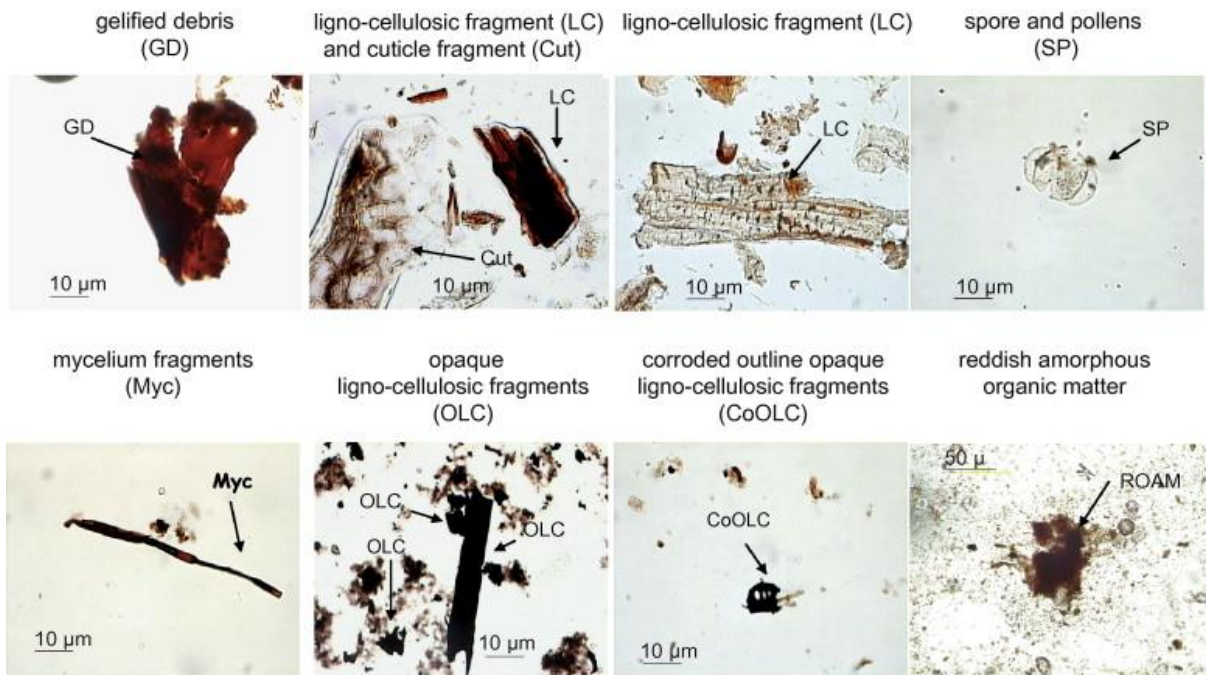 gelified debris
(GD)
ligno-cellulosic fragment (LC)
and cuticle fragment (Cut)
ligno-cellulosic fragment (LC)
spore and pollens
(SP)
GD
10 µm
LC
Cut
10 µm
LC
10 µm
SP
10 µm
mycelium fragments
(Myc)
opaque
ligno-cellulosic fragments
(OLC)
corroded outline opaque
ligno-cellulosic fragments
(CoOLC)
reddish amorphous
organic matter
Myc
10 µm
OLC
OLC
OLC
10 µm
CoOLC
10 µm
50 µ
ROAM